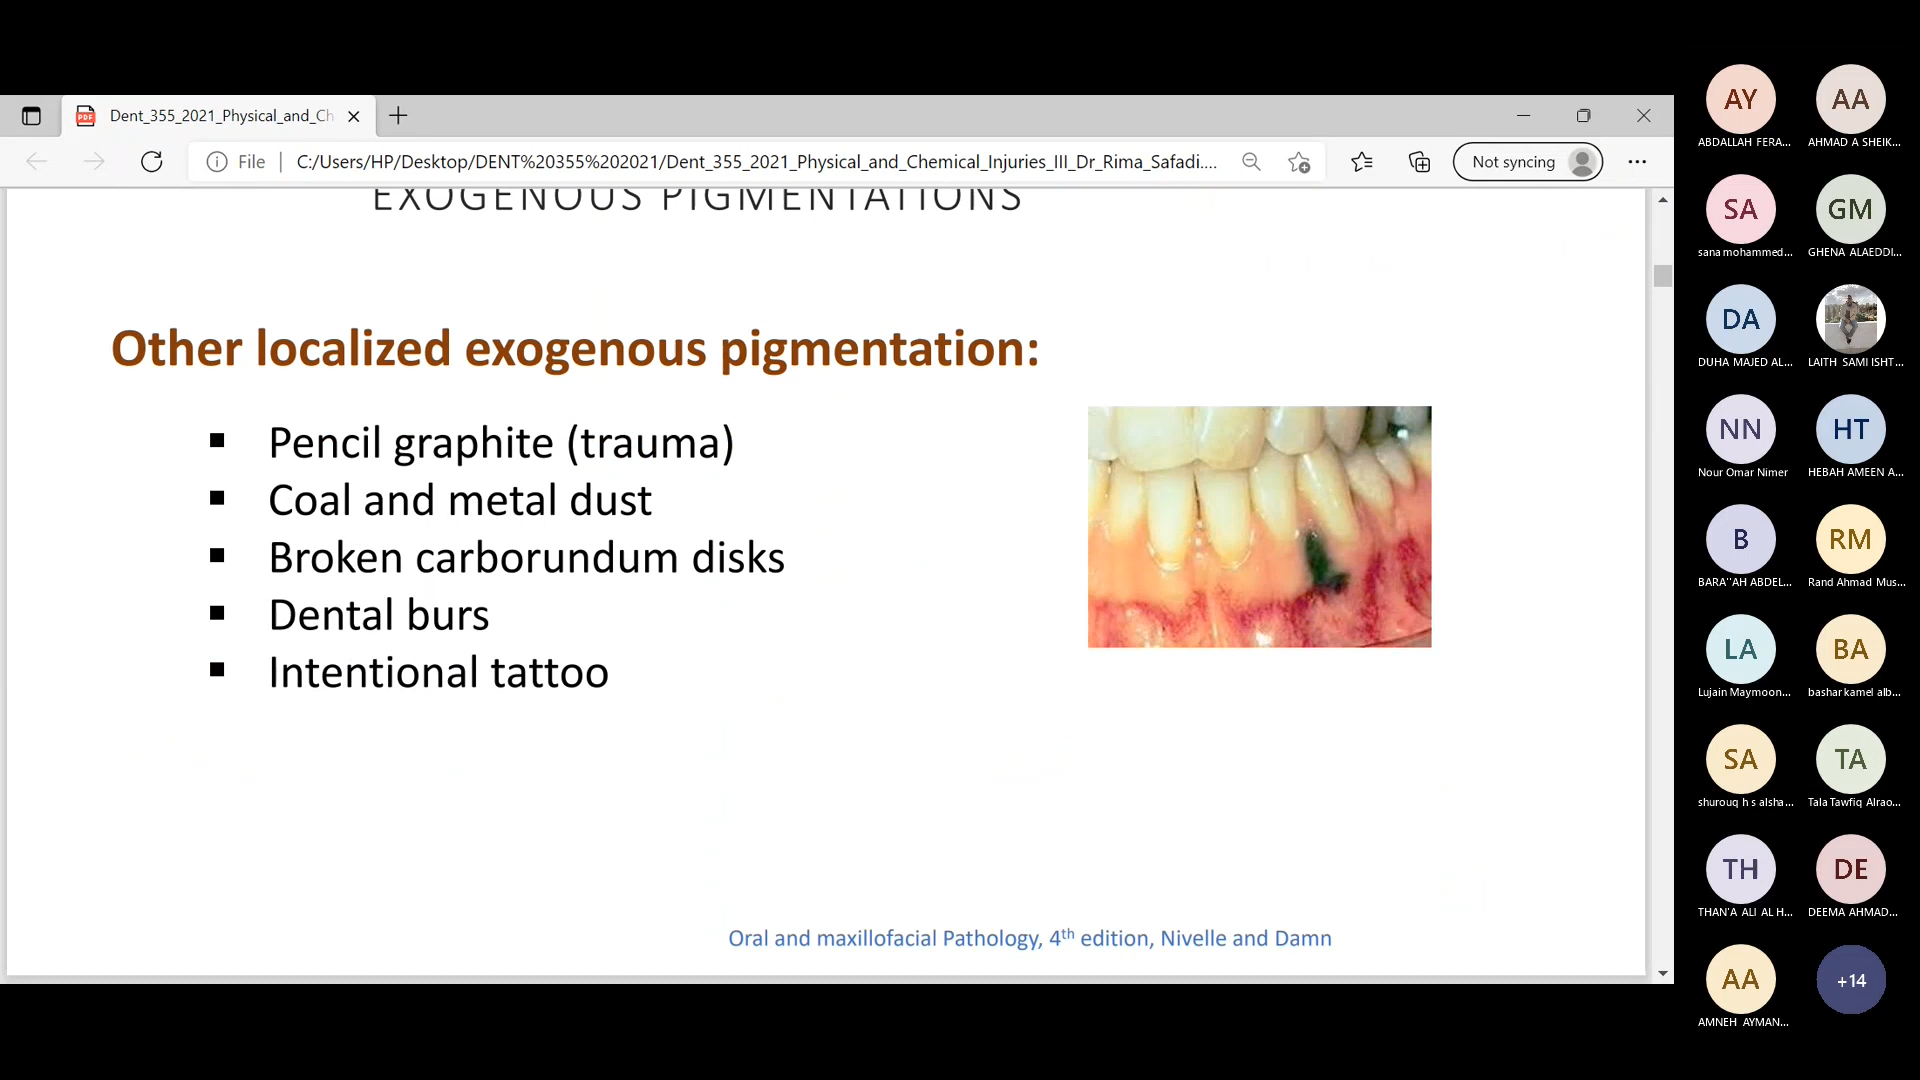 Dent_355_2021_Physical_and_Ch
File
C:/Users/HP/Desktop/DENT%20355%202021/Dent_355_2021_Physical_and_Chemical_Injuries_III_Dr_Rima_Safadi....
Not syncing
EXOGENOUS PIGMENTATIONS
Other localized exogenous pigmentation:
Pencil graphite (trauma)
Coal and metal dust
Broken carborundum disks
Dental burs
Intentional tattoo
Oral and maxillofacial Pathology, 4th edition, Nivelle and Damn
AY
ABDALLAH FERA...
AA
AHMAD A SHEIK...
SA
sana mohammed...
GM
GHENA ALAEDDI...
DA
DUHA MAJED AL...
LAITH SAMI ISHT...
NN
Nour Omar Nimer
HT
HEBAH AMEEN A...
B
BARA''AH ABDEL...
RM
Rand Ahmad Mus...
LA
Lujain Maymoon...
BA
bashar kamel alb...
SA
shurouq h s alsha...
TA
Tala Tawfiq Alrao...
TH
THAN'A ALI AL H...
DE
DEEMA AHMAD...
AA
AMNEH AYMAN...
+14